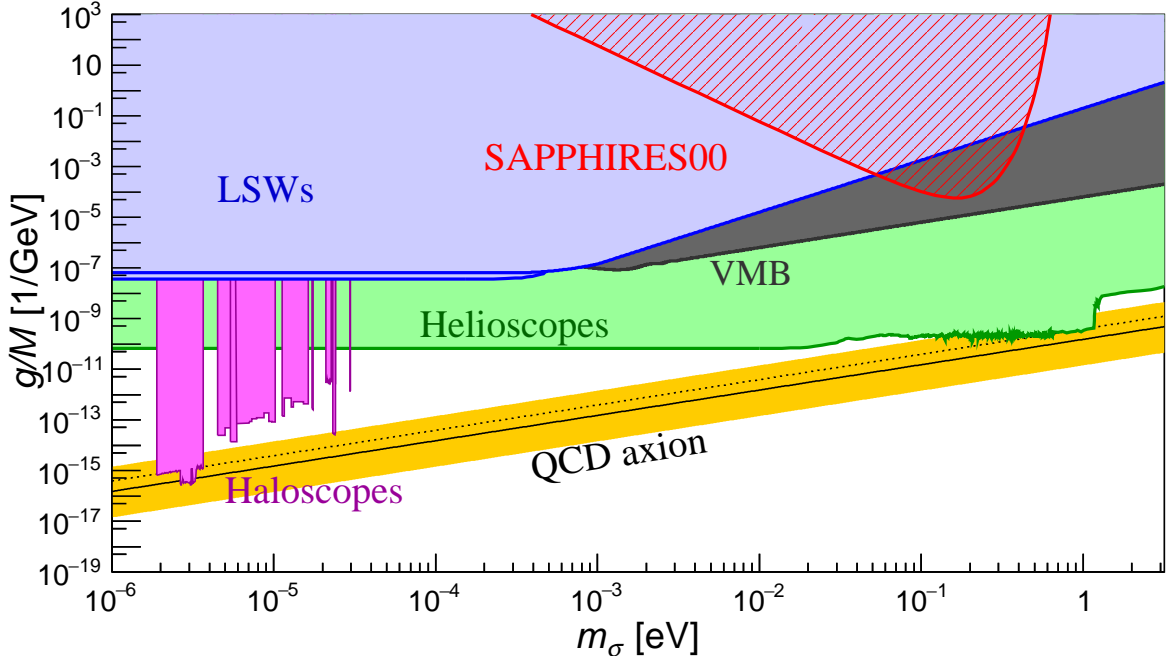 g/M [1/GeV]
10³
10
10⁻¹
10⁻³
10⁻⁵
10⁻⁷
10⁻⁹
10⁻¹¹
10⁻¹³
10⁻¹⁵
10⁻¹⁷
10⁻¹⁹
SAPPHIRES00
LSWs
VMB
Helioscopes
QCD axion
Haloscopes
10⁻⁶ 10⁻⁵ 10⁻⁴ 10⁻³ 10⁻² 10⁻¹ 1
m_σ [eV]